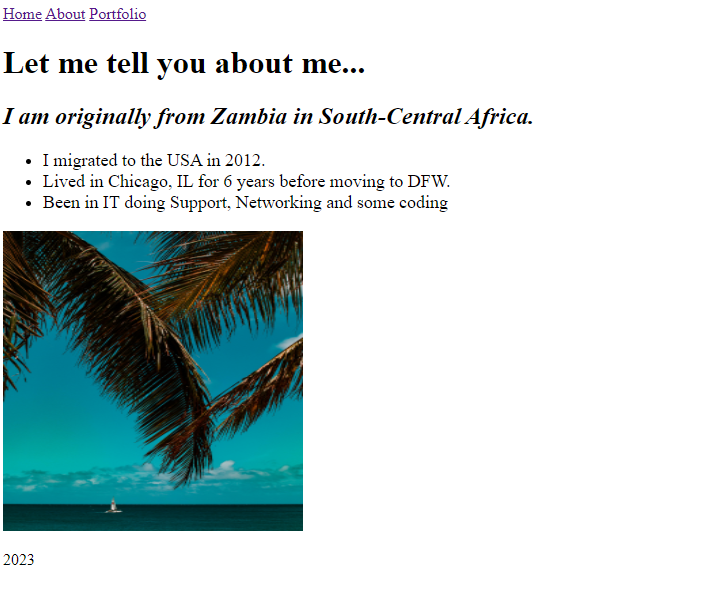 Home About Portfolio
Let me tell you about me...
I am originally from Zambia in South-Central Africa.
I migrated to the USA in 2012.
Lived in Chicago, IL for 6 years before moving to DFW.
Been in IT doing Support, Networking and some coding
2023